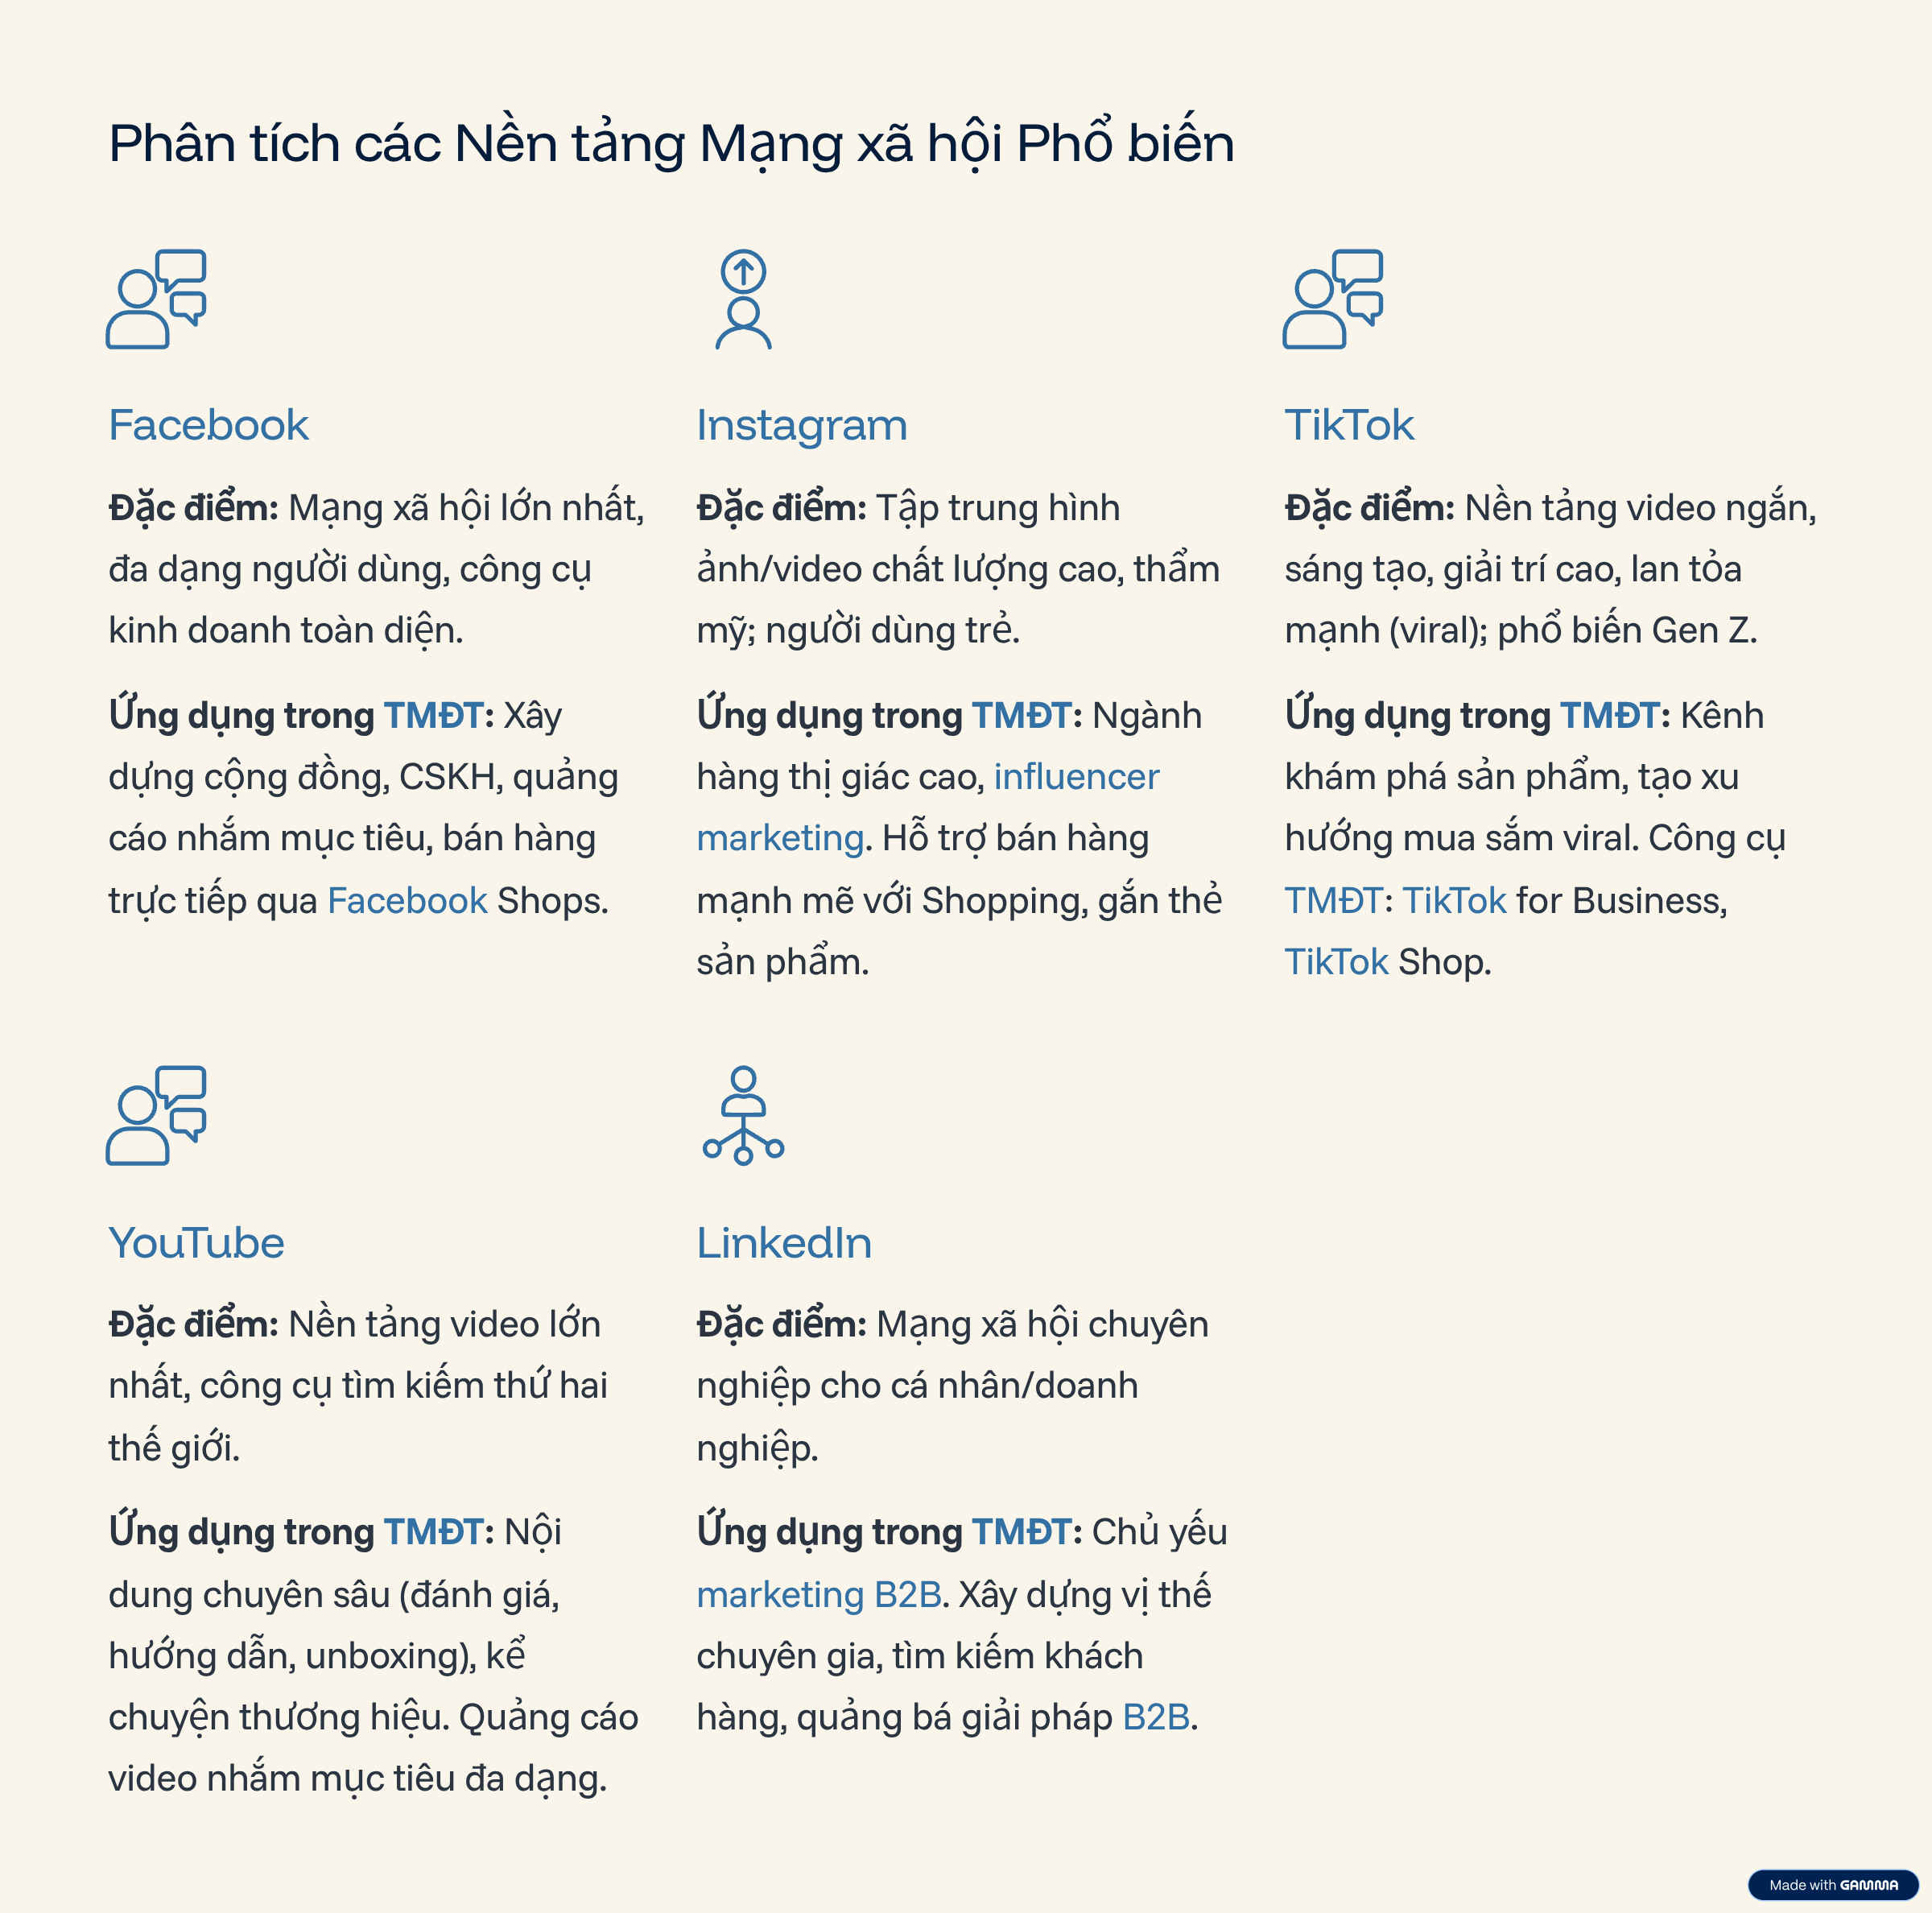 Phân tích các Nền tảng Mạng xã hội Phổ biến
Facebook
Đặc điểm: Mạng xã hội lớn nhất,
đa dạng người dùng, công cụ
kinh doanh toàn diện.
Ứng dụng trong TMĐT: Xây
dựng cộng đồng, CSKH, quảng
cáo nhắm mục tiêu, bán hàng
trực tiếp qua Facebook Shops.
Instagram
Đặc điểm: Tập trung hình
ảnh/video chất lượng cao, thẩm
mỹ; người dùng trẻ.
Ứng dụng trong TMĐT: Ngành
hàng thị giác cao, influencer
marketing. Hỗ trợ bán hàng
mạnh mẽ với Shopping, gắn thẻ
sản phẩm.
TikTok
Đặc điểm: Nền tảng video ngắn,
sáng tạo, giải trí cao, lan tỏa
mạnh (viral); phổ biến Gen Z.
Ứng dụng trong TMĐT: Kênh
khám phá sản phẩm, tạo xu
hướng mua sắm viral. Công cụ
TMĐT: TikTok for Business,
TikTok Shop.
YouTube
Đặc điểm: Nền tảng video lớn
nhất, công cụ tìm kiếm thứ hai
thế giới.
Ứng dụng trong TMĐT: Nội
dung chuyên sâu (đánh giá,
hướng dẫn, unboxing), kể
chuyện thương hiệu. Quảng cáo
video nhắm mục tiêu đa dạng.
LinkedIn
Đặc điểm: Mạng xã hội chuyên
nghiệp cho cá nhân/doanh
nghiệp.
Ứng dụng trong TMĐT: Chủ yếu
marketing B2B. Xây dựng vị thế
chuyên gia, tìm kiếm khách
hàng, quảng bá giải pháp B2B.
Made with GAMMA